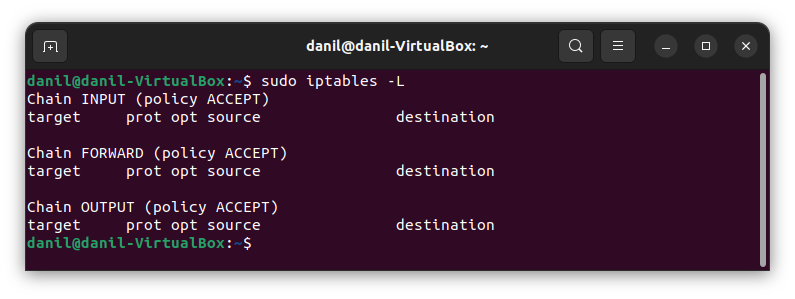 danil@danil-VirtualBox: ~
danil@danil-VirtualBox:~$ sudo iptables -L
Chain INPUT (policy ACCEPT)
target     prot opt source               destination

Chain FORWARD (policy ACCEPT)
target     prot opt source               destination

Chain OUTPUT (policy ACCEPT)
target     prot opt source               destination
danil@danil-VirtualBox:~$